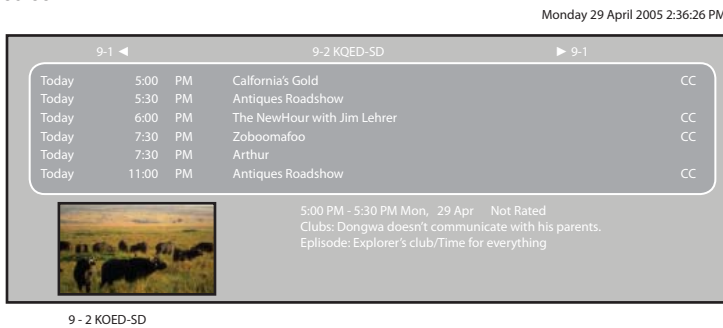 Monday 29 April 2005 2:36:26 PM
9-1 ◄ 9-2 KQED-SD ► 9-1
Today 5:00 PM Calfornia's Gold CC
Today 5:30 PM Antiques Roadshow
Today 6:00 PM The NewHour with Jim Lehrer CC
Today 7:30 PM Zoboomafoo CC
Today 7:30 PM Arthur
Today 11:00 PM Antiques Roadshow CC
5:00 PM - 5:30 PM Mon, 29 Apr Not Rated
Clubs: Dongwa doesn't communicate with his parents.
Eplisode: Explorer's club/Time for everything
9 - 2 KOED-SD